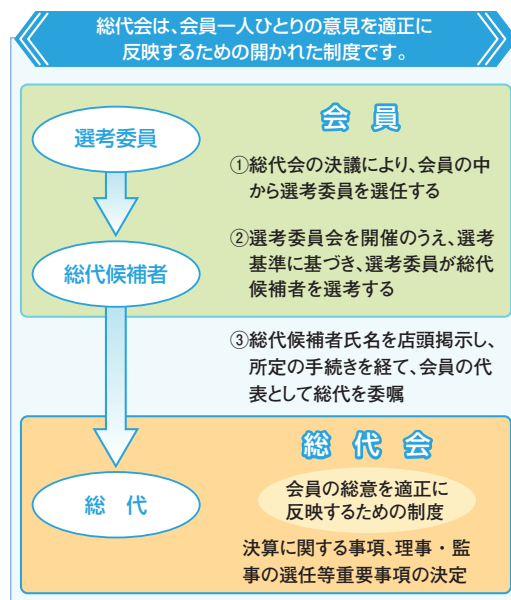 総代会は、会員一人ひとりの意見を適正に
反映するための開かれた制度です。
選考委員
会員
①総代会の決議により、会員の中
から選考委員を選任する
②選考委員会を開催のうえ、選考
基準に基づき、選考委員が総代
候補者を選考する
総代候補者
③総代候補者氏名を店頭掲示し、
所定の手続きを経て、会員の代
表として総代を委嘱
総代会
総　代
会員の総意を適正に
反映するための制度
決算に関する事項、理事・監
事の選任等重要事項の決定